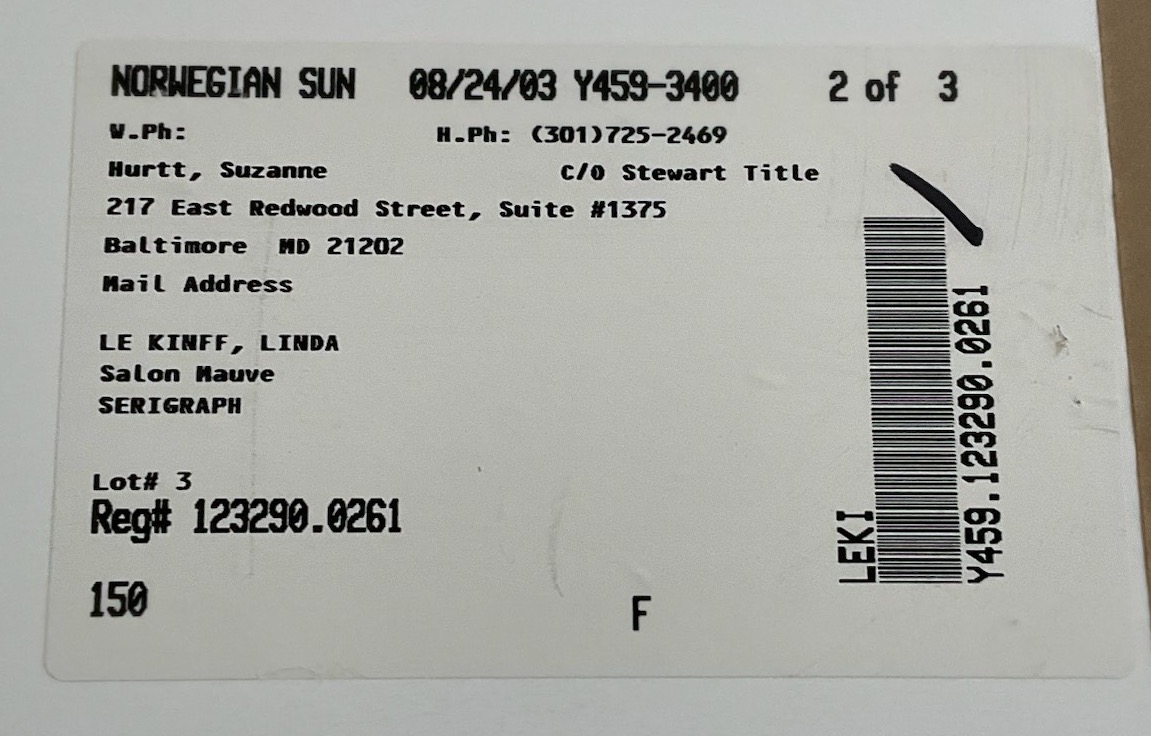 NORWEGIAN SUN 08/24/03 Y459-3400 2 of 3
W.Ph: H.Ph: (301)725-2469
Hurtt, Suzanne C/O Stewart Title
217 East Redwood Street, Suite #1375
Baltimore MD 21202
Mail Address
LE KINFF, LINDA
Salon Mauve
SERIGRAPH
Lot# 3
Reg# 123290.0261
150
F
LEKI
Y459.123290.0261